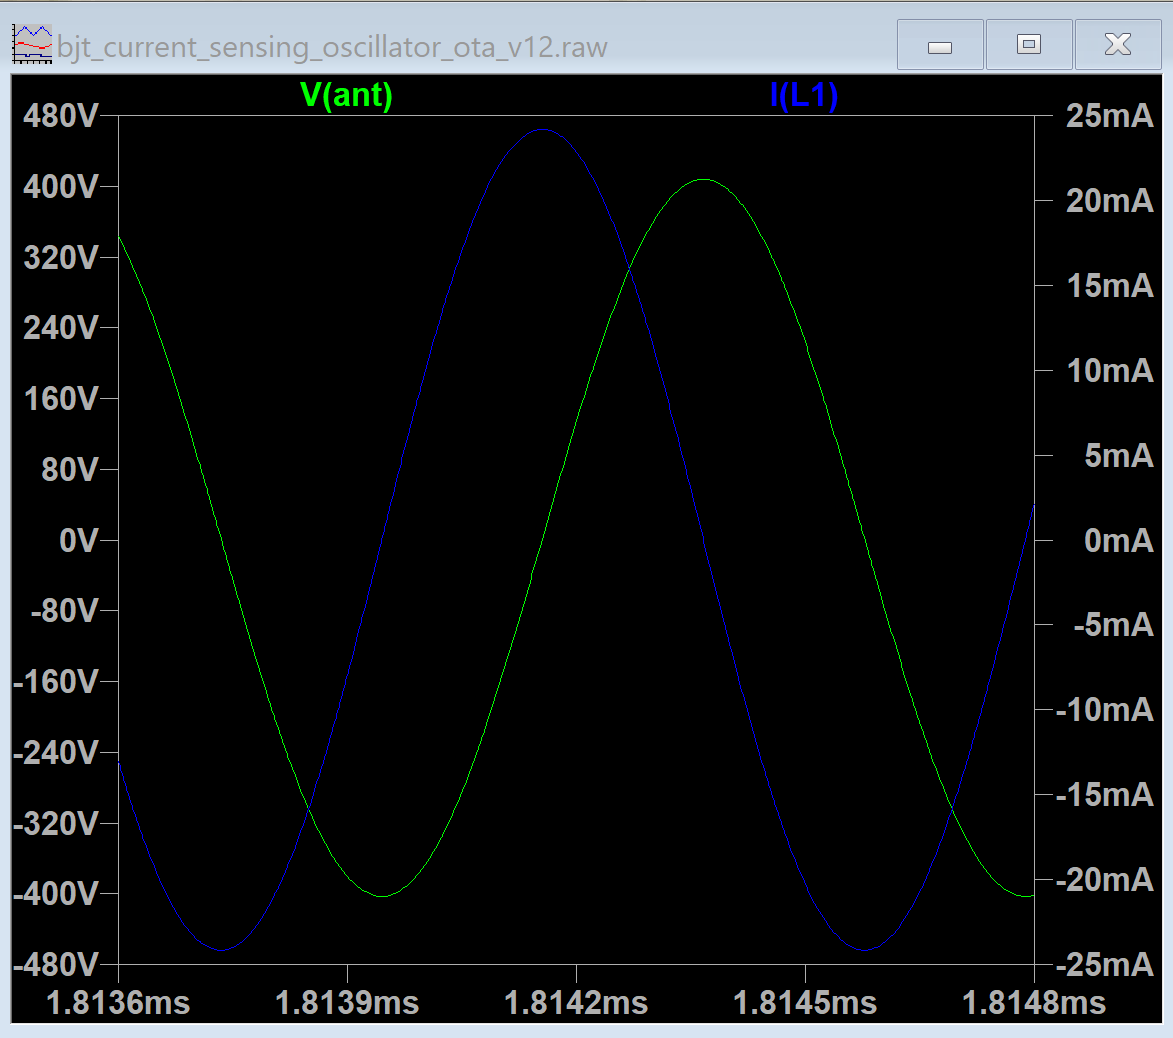 bjt_current_sensing_oscillator_ota_v12.raw
V(ant) I(L1)
480V 25mA
400V 20mA
320V 15mA
240V 10mA
160V 5mA
80V 0mA
0V -5mA
-80V -10mA
-160V -15mA
-240V -20mA
-320V -25mA
-400V
-480V
1.8136ms 1.8139ms 1.8142ms 1.8145ms 1.8148ms